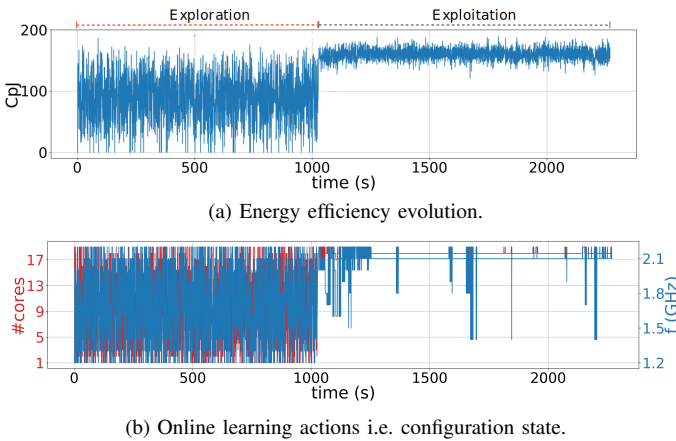 Exploration Exploitation
200
100
0
CpJ
0 500 1000 1500 2000
time (s)
(a) Energy efficiency evolution.
17
13
9
5
1
#cores
2.1
1.8
1.5
1.2
f (GHz)
0 500 1000 1500 2000
time (s)
(b) Online learning actions i.e. configuration state.